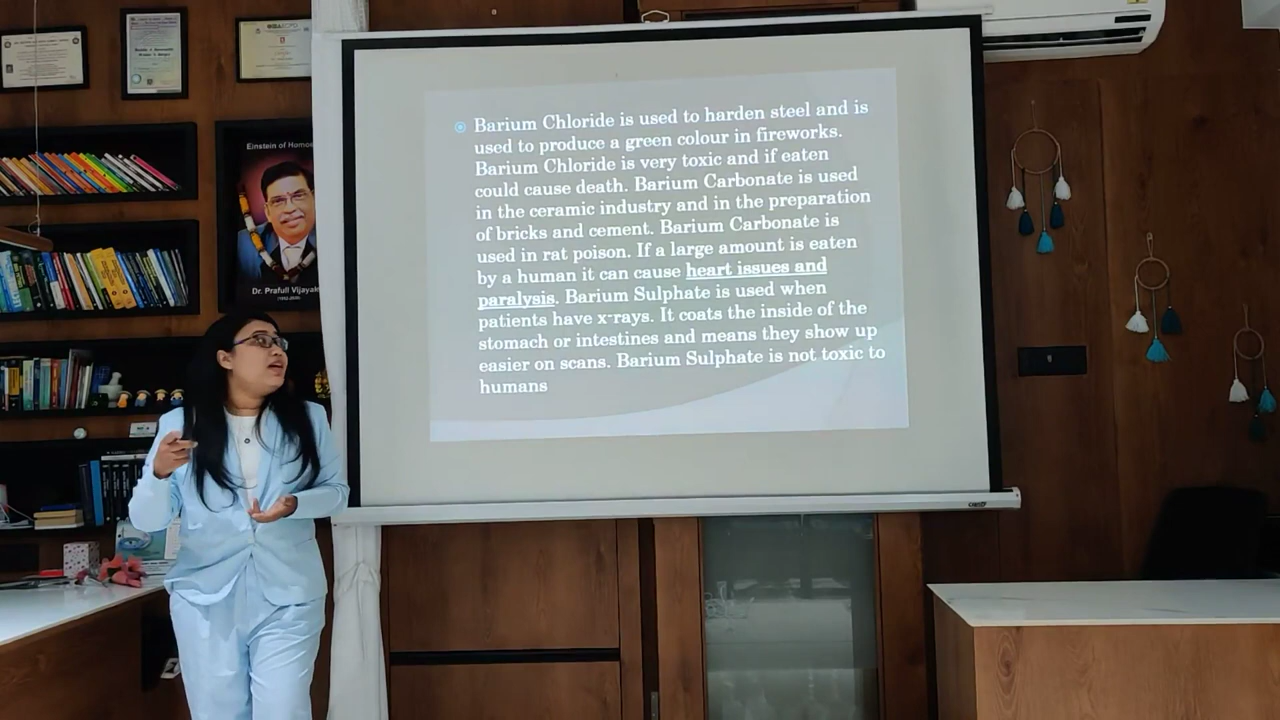 Einstein of Homoe
Dr. Prafull Vijayak
Barium Chloride is used to harden steel and is
used to produce a green colour in fireworks.
Barium Chloride is very toxic and if eaten
could cause death. Barium Carbonate is used
in the ceramic industry and in the preparation
of bricks and cement. Barium Carbonate is
used in rat poison. If a large amount is eaten
by a human it can cause heart issues and
paralysis. Barium Sulphate is used when
patients have x-rays. It coats the inside of the
stomach or intestines and means they show up
easier on scans. Barium Sulphate is not toxic to
humans